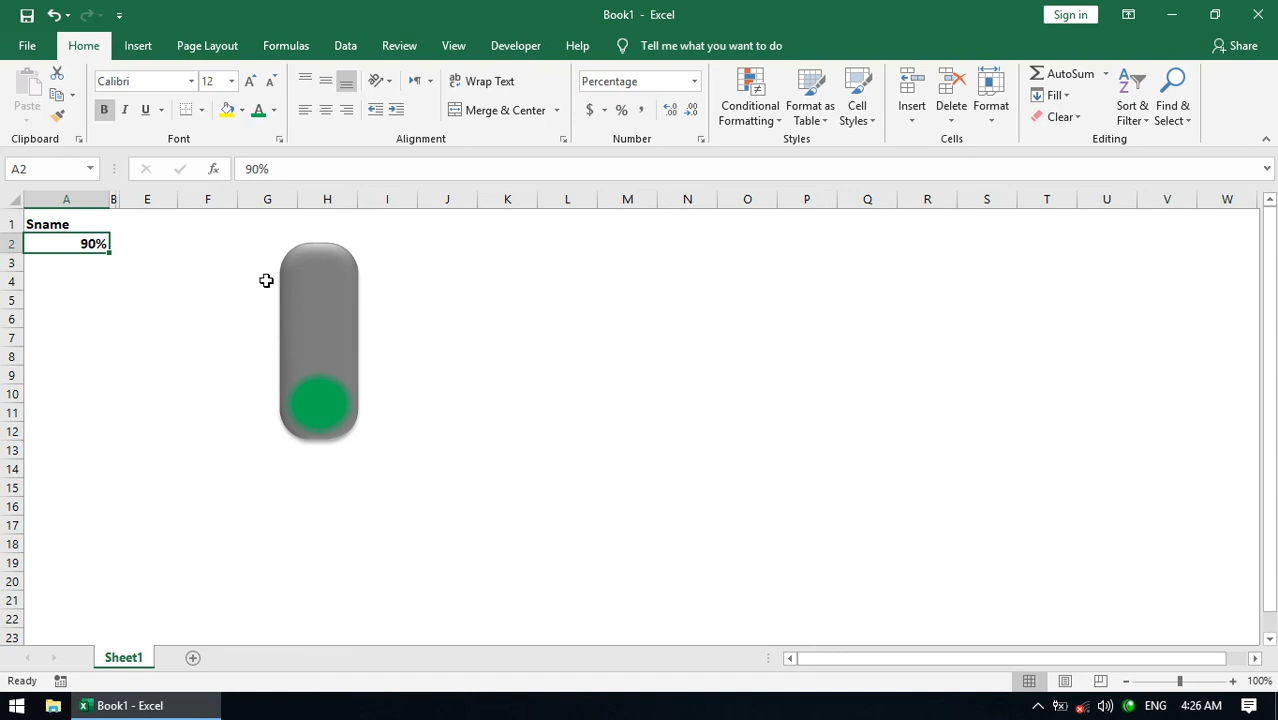 Book1 - Excel
Sign in
File Home Insert Page Layout Formulas Data Review View Developer Help Tell me what you want to do Share
Paste
Clipboard
Calibri 12
B I U
Font
Wrap Text
Merge & Center
Alignment
Percentage
$ %
Number
Conditional Formatting
Format as Table
Cell Styles
Styles
Insert
Delete
Format
Cells
AutoSum
Fill
Clear
Sort & Filter
Find & Select
Editing
A2 fx 90%
A B E F G H I J K L M N O P Q R S T U V W
1 Sname
2 90%
3
4
5
6
7
8
9
10
11
12
13
14
15
16
17
18
19
20
21
22
23
Sheet1
Ready 100%
Book1 - Excel ENG 4:26 AM